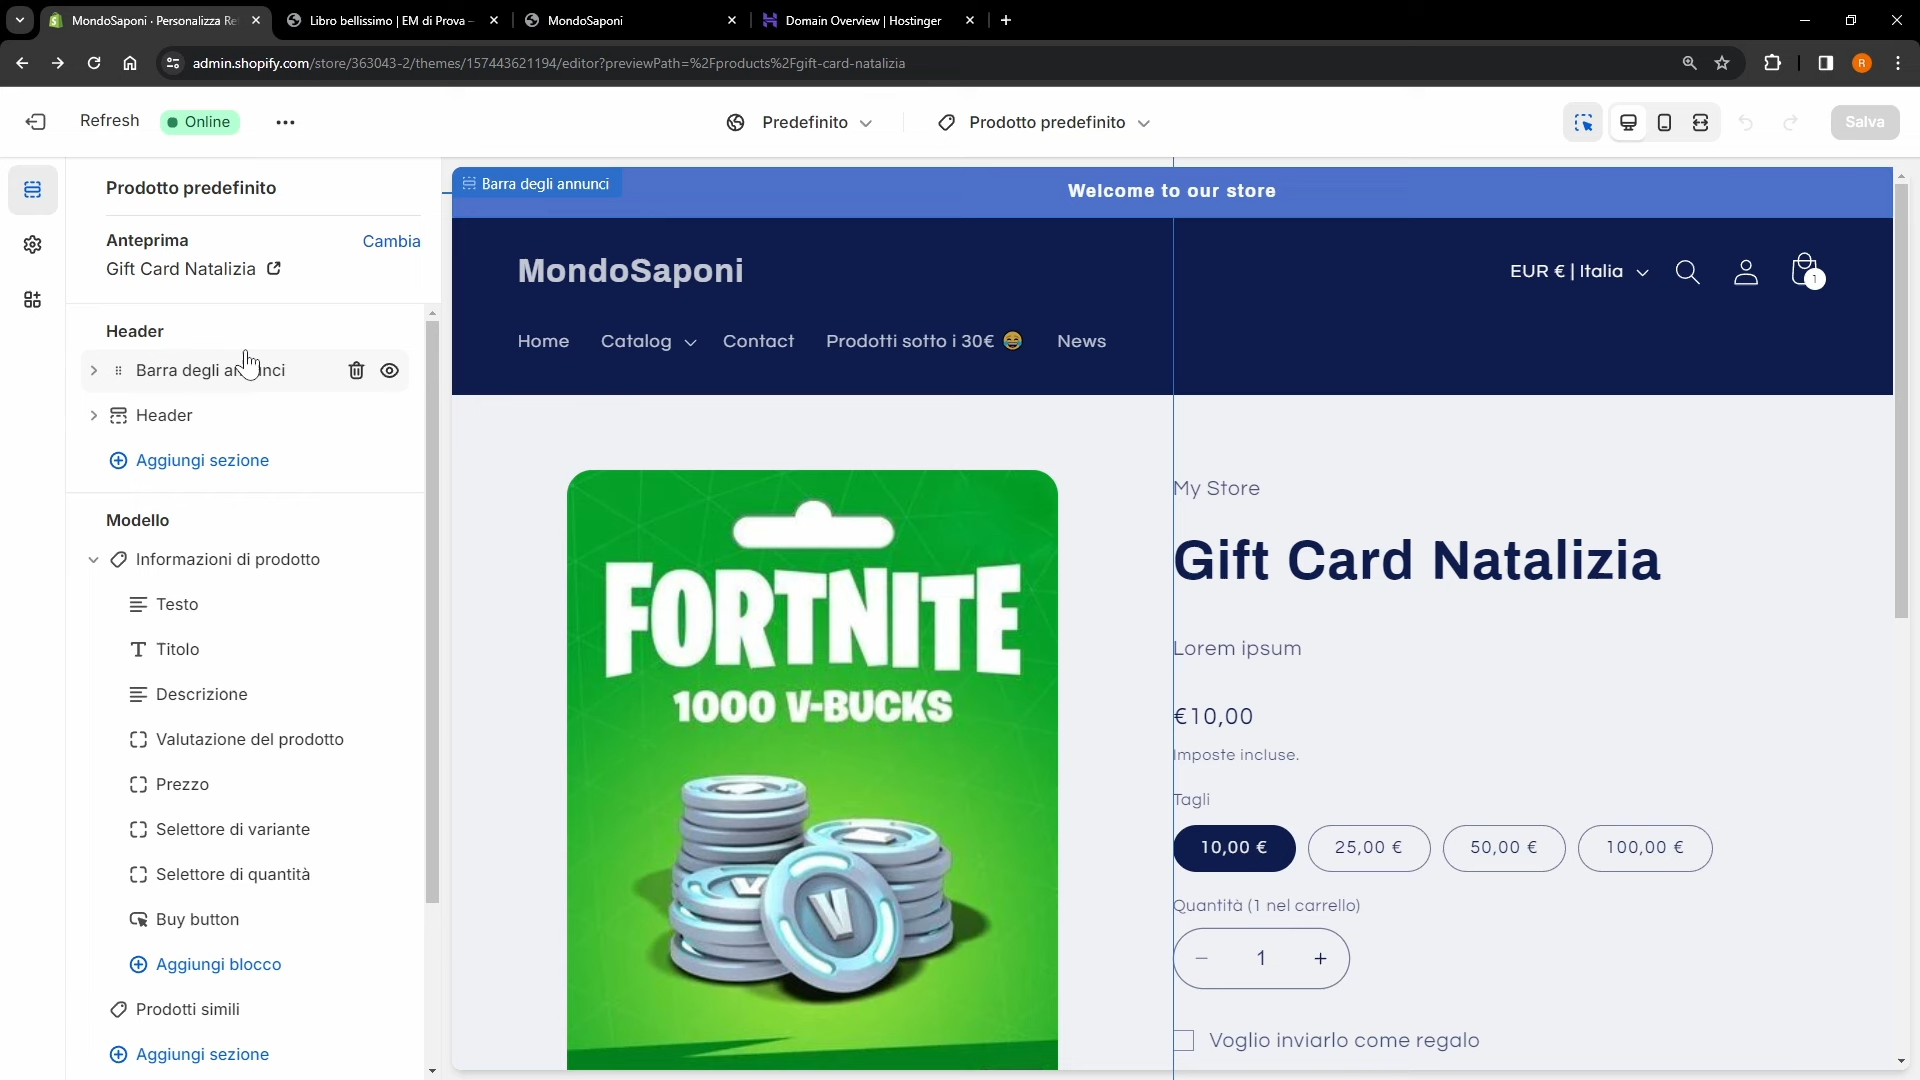 MondoSaponi · Personalizza Re
Libro bellissimo | EM di Prova –
MondoSaponi
Domain Overview | Hostinger
admin.shopify.com/store/363043-2/themes/157443621194/editor?previewPath=%2Fproducts%2Fgift-card-natalizia
R
Refresh
Online
Predefinito
Prodotto predefinito
Salva
Prodotto predefinito
Anteprima
Cambia
Gift Card Natalizia
Header
Barra degli annunci
Header
Aggiungi sezione
Modello
Informazioni di prodotto
Testo
Titolo
Descrizione
Valutazione del prodotto
Prezzo
Selettore di variante
Selettore di quantità
Buy button
Aggiungi blocco
Prodotti simili
Aggiungi sezione
Barra degli annunci
Welcome to our store
MondoSaponi
EUR € | Italia
1
Home
Catalog
Contact
Prodotti sotto i 30€ 😂
News
FORTNITE
1000 V-BUCKS
V
My Store
Gift Card Natalizia
Lorem ipsum
€10,00
Imposte incluse.
Tagli
10,00 €
25,00 €
50,00 €
100,00 €
Quantità (1 nel carrello)
− 1 +
Voglio inviarlo come regalo